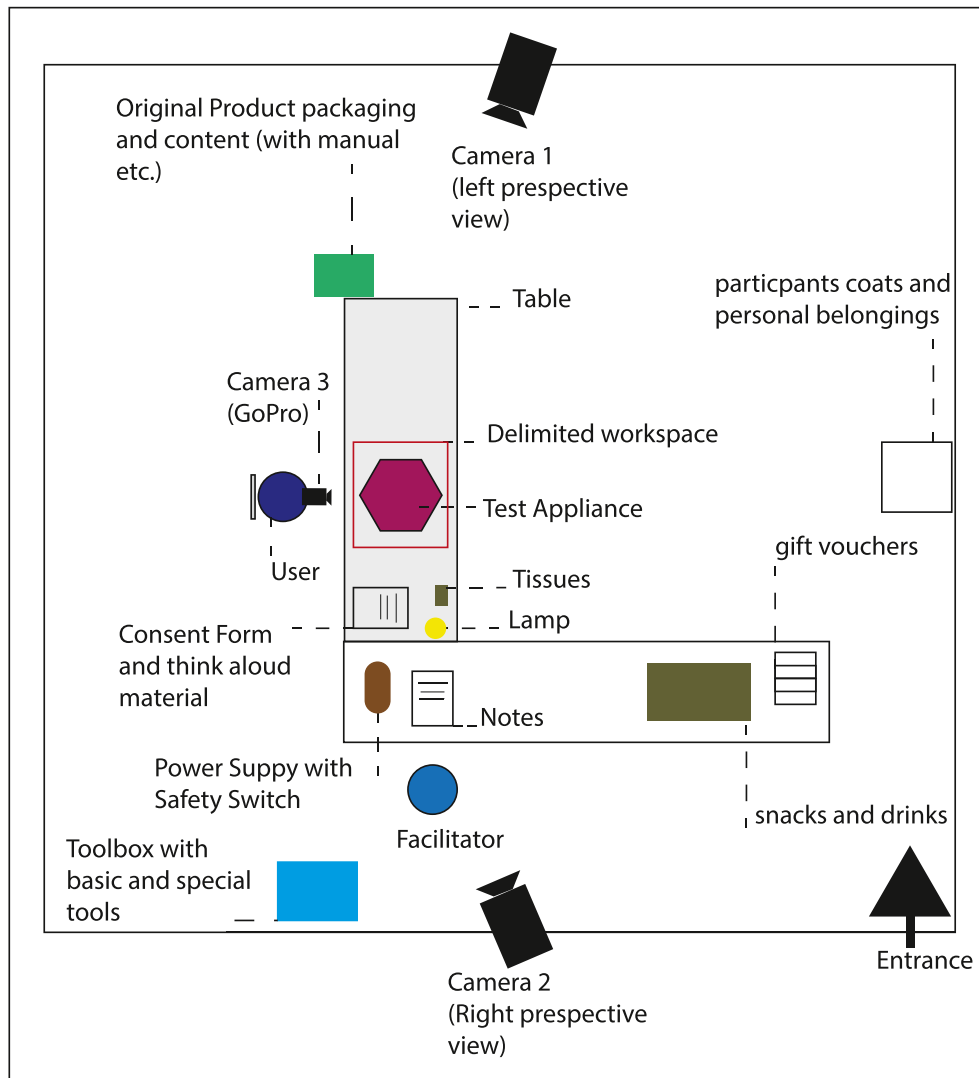 Original Product packaging
and content (with manual
etc.)
Camera 1
(left prespective
view)
Table
particpants coats and
personal belongings
Camera 3
(GoPro)
Delimited workspace
Test Appliance
User
gift vouchers
Tissues
Lamp
Consent Form
and think aloud
material
Notes
Power Suppy with
Safety Switch
snacks and drinks
Facilitator
Toolbox with
basic and special
tools
Entrance
Camera 2
(Right prespective
view)